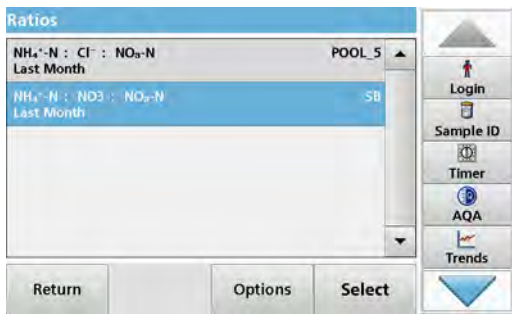 Ratios
NH₄⁺-N : Cl⁻ : NO₃-N POOL_5
Last Month
NH₄⁺-N : NO3 : NO₃-N SB
Last Month
Login
Sample ID
Timer
AQA
Trends
Return
Options
Select